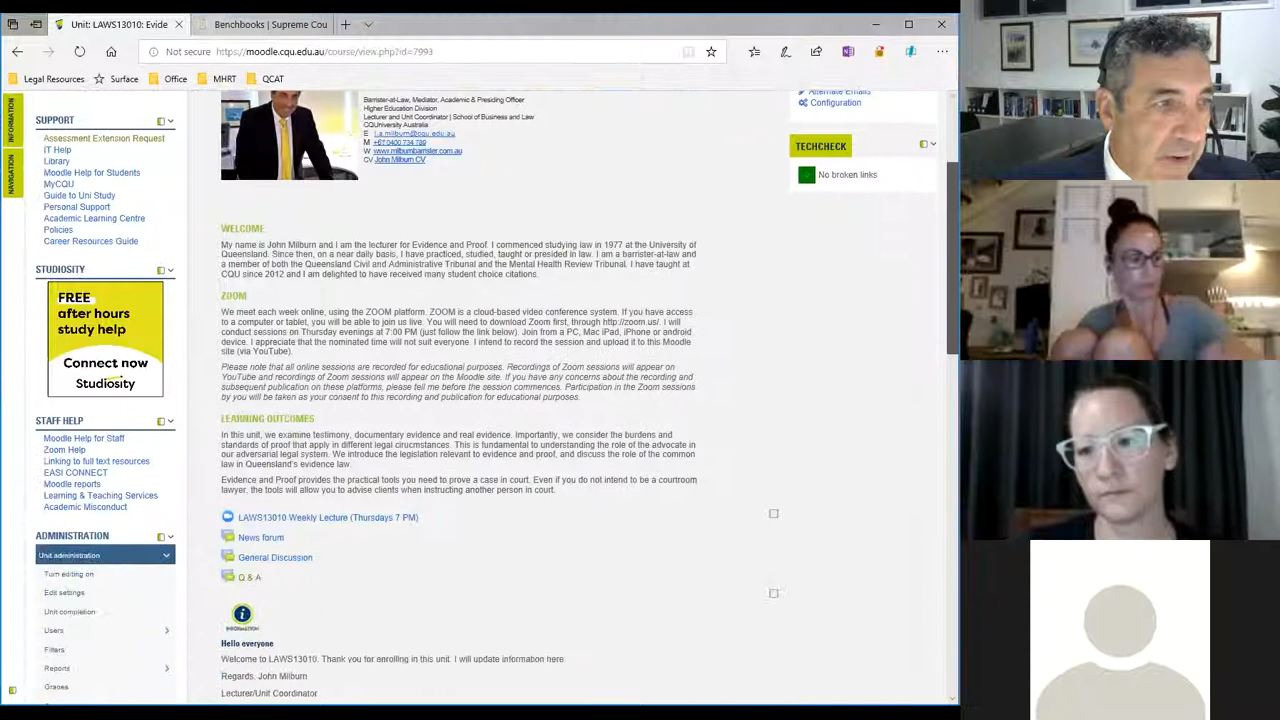 Unit: LAWS13010: Evide
Benchbooks | Supreme Cou
Not secure
https://moodle.cqu.edu.au/course/view.php?id=7993
Legal Resources
Surface
Office
MHRT
QCAT
INFORMATION
NAVIGATION
SUPPORT
Assessment Extension Request
IT Help
Library
Moodle Help for Students
MyCQU
Guide to Uni Study
Personal Support
Academic Learning Centre
Policies
Career Resources Guide
STUDIOSITY
FREE
after hours
study help
Connect now
Studiosity
STAFF HELP
Moodle Help for Staff
Zoom Help
Linking to full text resources
EASI CONNECT
Moodle reports
Learning & Teaching Services
Academic Misconduct
ADMINISTRATION
Unit administration
Turn editing on
Edit settings
Unit completion
Users
Filters
Reports
Grades
Barrister-at-Law, Mediator, Academic & Presiding Officer
Higher Education Division
Lecturer and Unit Coordinator | School of Business and Law
CQUniversity Australia
E j.a.milburn@cqu.edu.au
M +61 0400 734 789
W www.milburnbarrister.com.au
CV John Milburn CV
WELCOME
My name is John Milburn and I am the lecturer for Evidence and Proof. I commenced studying law in 1977 at the University of
Queensland. Since then, on a near daily basis, I have practiced, studied, taught or presided in law. I am a barrister-at-law and
a member of both the Queensland Civil and Administrative Tribunal and the Mental Health Review Tribunal. I have taught at
CQU since 2012 and I am delighted to have received many student choice citations.
ZOOM
We meet each week online, using the ZOOM platform. ZOOM is a cloud-based video conference system. If you have access
to a computer or tablet, you will be able to join us live. You will need to download Zoom first, through http://zoom.us/. I will
conduct sessions on Thursday evenings at 7:00 PM (just follow the link below). Join from a PC, Mac iPad, iPhone or android
device. I appreciate that the nominated time will not suit everyone. I intend to record the session and upload it to this Moodle
site (via YouTube).
Please note that all online sessions are recorded for educational purposes. Recordings of Zoom sessions will appear on
YouTube and recordings of Zoom sessions will appear on the Moodle site. If you have any concerns about the recording and
subsequent publication on these platforms, please tell me before the session commences. Participation in the Zoom sessions
by you will be taken as your consent to this recording and publication for educational purposes.
LEARNING OUTCOMES
In this unit, we examine testimony, documentary evidence and real evidence. Importantly, we consider the burdens and
standards of proof that apply in different legal circumstances. This is fundamental to understanding the role of the advocate in
our adversarial legal system. We introduce the legislation relevant to evidence and proof, and discuss the role of the common
law in Queensland's evidence law.
Evidence and Proof provides the practical tools you need to prove a case in court. Even if you do not intend to be a courtroom
lawyer, the tools will allow you to advise clients when instructing another person in court.
LAWS13010 Weekly Lecture (Thursdays 7 PM)
News forum
General Discussion
Q & A
INFORMATION
Hello everyone
Welcome to LAWS13010. Thank you for enrolling in this unit. I will update information here.
Regards. John Milburn
Lecturer/Unit Coordinator
Alternate Emails
Configuration
TECHCHECK
No broken links